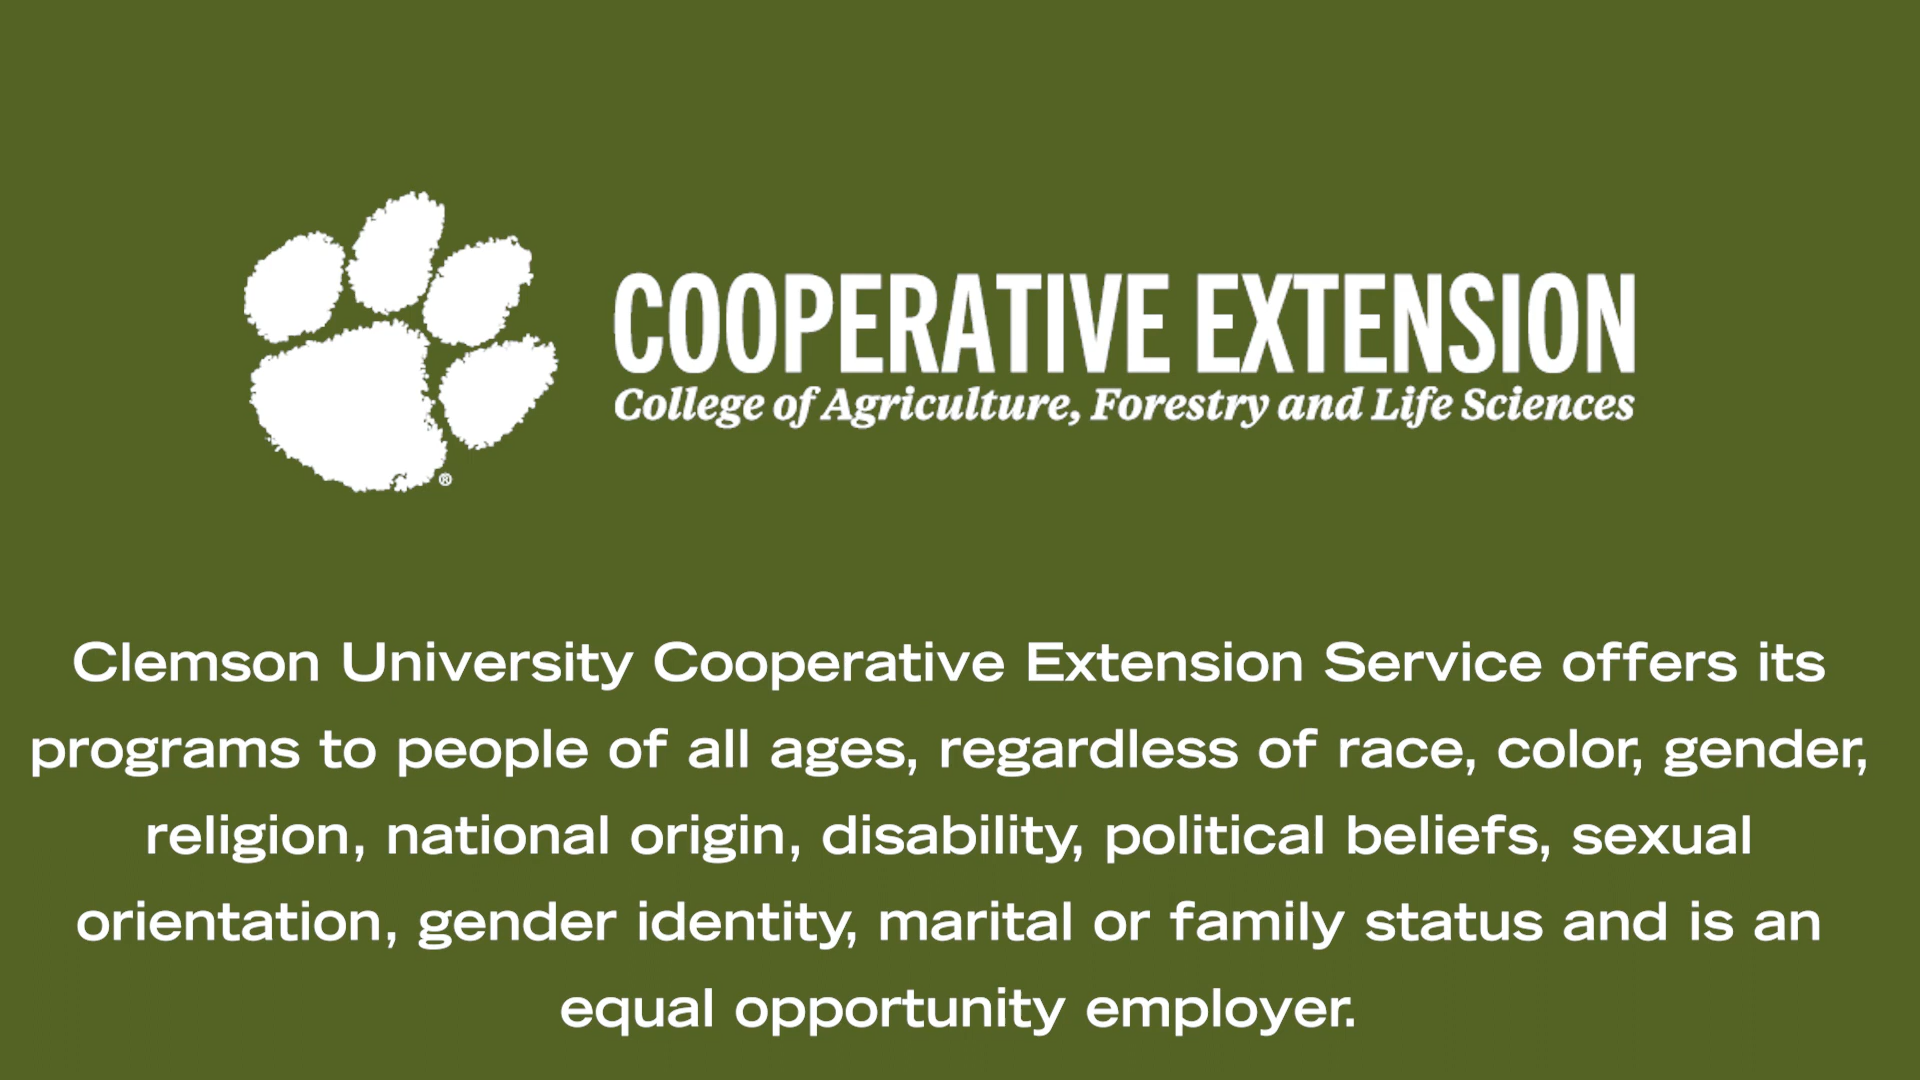 COOPERATIVE EXTENSION
College of Agriculture, Forestry and Life Sciences
®
Clemson University Cooperative Extension Service offers its
programs to people of all ages, regardless of race, color, gender,
religion, national origin, disability, political beliefs, sexual
orientation, gender identity, marital or family status and is an
equal opportunity employer.